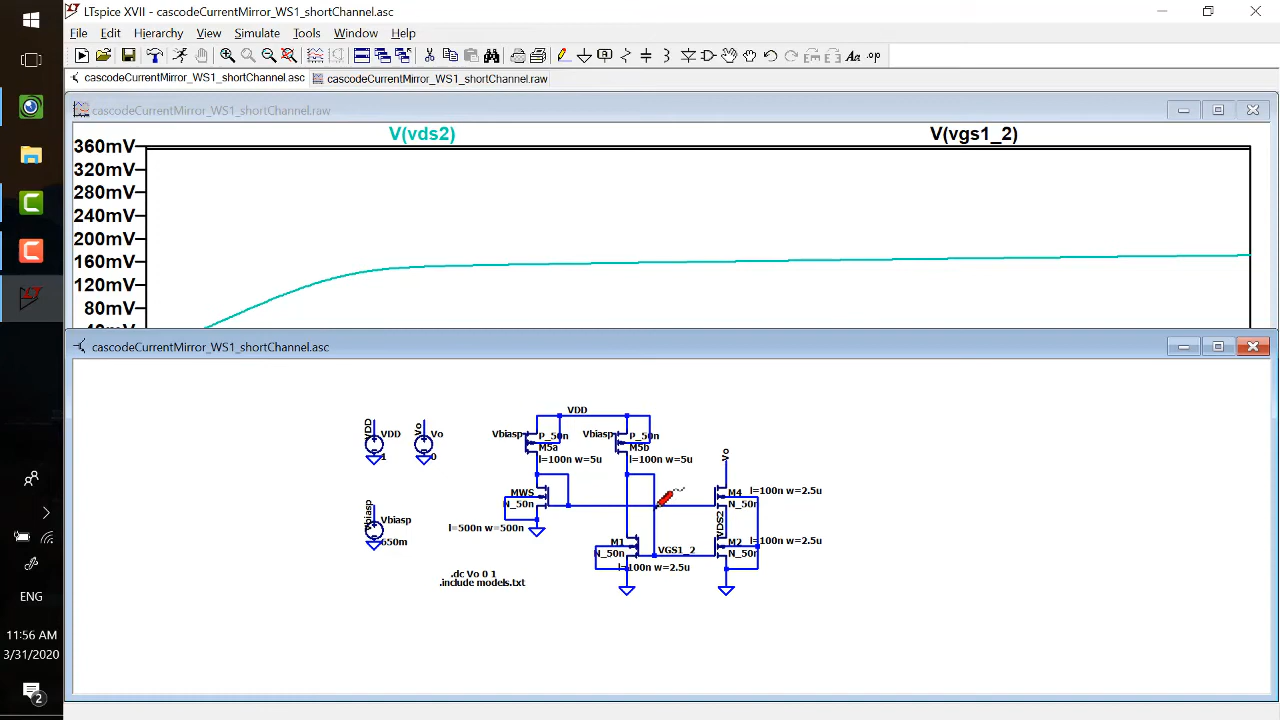 LTspice XVII - cascodeCurrentMirror_WS1_shortChannel.asc
File Edit Hierarchy View Simulate Tools Window Help
Aa .op
cascodeCurrentMirror_WS1_shortChannel.asc cascodeCurrentMirror_WS1_shortChannel.raw
cascodeCurrentMirror_WS1_shortChannel.raw
V(vds2) V(vgs1_2)
360mV
320mV
280mV
240mV
200mV
160mV
120mV
80mV
40mV
cascodeCurrentMirror_WS1_shortChannel.asc
VDD
VDD
VDD
1
Vo
Vo
0
Vbiasp
P_50n
M5a
l=100n w=5u
Vbiasp
P_50n
M5b
l=100n w=5u
Vo
MWS
N_50n
l=500n w=500n
M4
l=100n w=2.5u
N_50n
VDS2
Vbiasp
Vbiasp
650m
M1
N_50n
l=100n w=2.5u
VGS1_2
M2
l=100n w=2.5u
N_50n
.dc Vo 0 1
.include models.txt
ENG
11:56 AM
3/31/2020
2